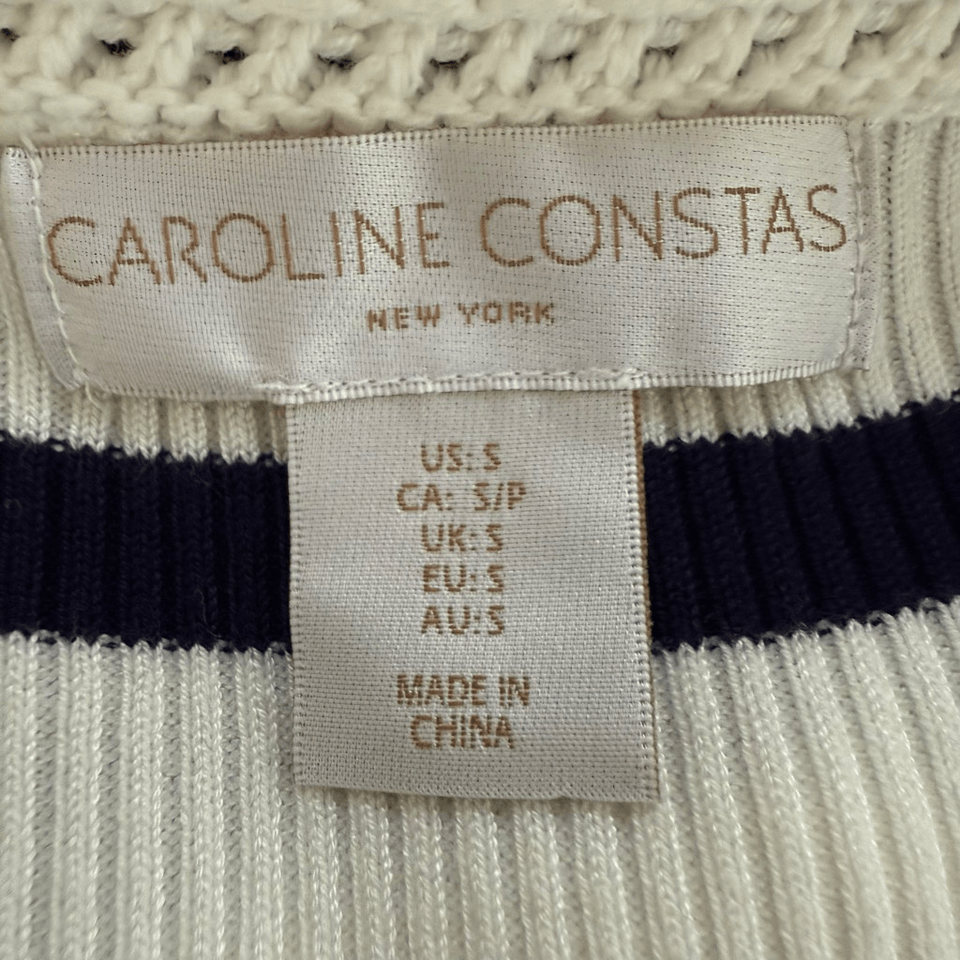 CAROLINE CONSTAS
NEW YORK
US: S
CA: S/P
UK: S
EU: S
AU: S
MADE IN
CHINA